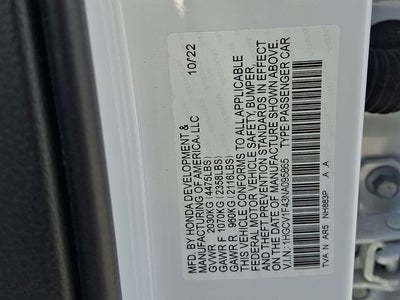 MFD. BY HONDA DEVELOPMENT & 10/22
MANUFACTURING OF AMERICA, LLC
GVWR 2030KG (4475LBS)
GAWR F 1070KG (2358LBS)
GAWR R 960KG (2116LBS)
THIS VEHICLE CONFORMS TO ALL APPLICABLE
FEDERAL MOTOR VEHICLE SAFETY, BUMPER,
AND THEFT PREVENTION STANDARDS IN EFFECT
ON THE DATE OF MANUFACTURE SHOWN ABOVE.
V.I.N.:1HGCV1F43NA095865 TYPE:PASSENGER CAR
TVA N AR5 NH883P A A